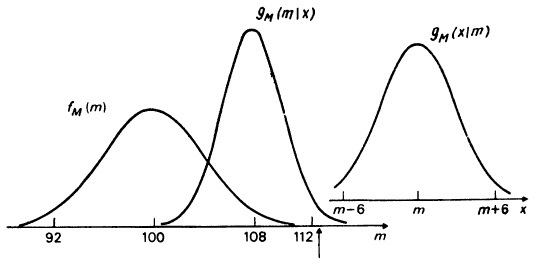 g_M(m|x)
g_M(x|m)
f_M(m)
m-6 m m+6 x
92 100 108 112 m